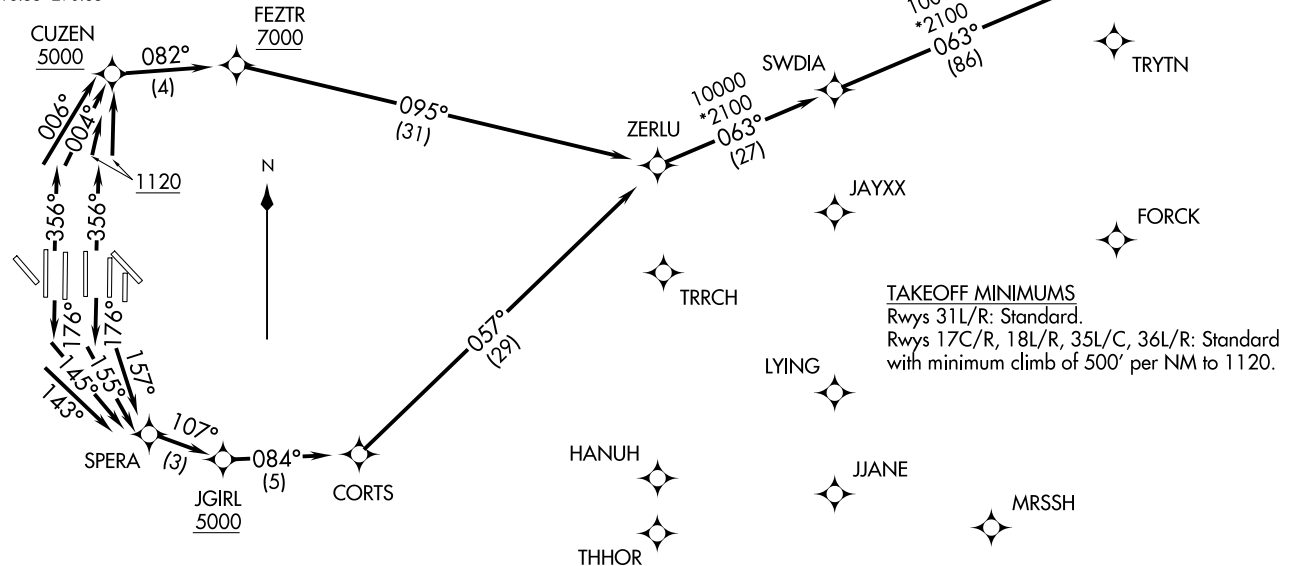 FEZTR
7000
CUZEN
5000
082°
(4)
*2100
063°
(86)
TRYTN
SWDIA
006°
004°
095°
(31)
10000
*2100
063°
(27)
ZERLU
N
1120
356°
356°
JAYXX
FORCK
TRRCH
TAKEOFF MINIMUMS
Rwys 31L/R: Standard.
Rwys 17C/R, 18L/R, 35L/C, 36L/R: Standard
with minimum climb of 500' per NM to 1120.
176°
176°
057°
(29)
145°
155°
157°
143°
LYING
107°
(3)
SPERA
084°
(5)
CORTS
JGIRL
5000
HANUH
JJANE
MRSSH
THHOR